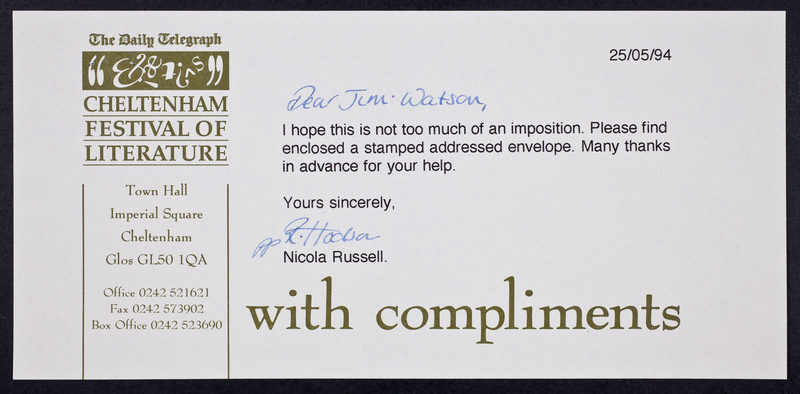 The Daily Telegraph
CHELTENHAM
FESTIVAL OF
LITERATURE
Town Hall
Imperial Square
Cheltenham
Glos GL50 1QA
Office 0242 521621
Fax 0242 573902
Box Office 0242 523690
25/05/94
Dear Jim Watson,
I hope this is not too much of an imposition. Please find
enclosed a stamped addressed envelope. Many thanks
in advance for your help.
Yours sincerely,
pp R. Hodson
Nicola Russell.
with compliments